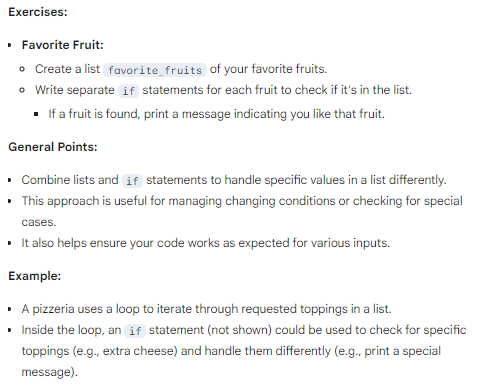 Exercises:
• Favorite Fruit:
○ Create a list favorite_fruits of your favorite fruits.
○ Write separate if statements for each fruit to check if it's in the list.
▪ If a fruit is found, print a message indicating you like that fruit.
General Points:
• Combine lists and if statements to handle specific values in a list differently.
• This approach is useful for managing changing conditions or checking for special
cases.
• It also helps ensure your code works as expected for various inputs.
Example:
• A pizzeria uses a loop to iterate through requested toppings in a list.
• Inside the loop, an if statement (not shown) could be used to check for specific
toppings (e.g., extra cheese) and handle them differently (e.g., print a special
message).